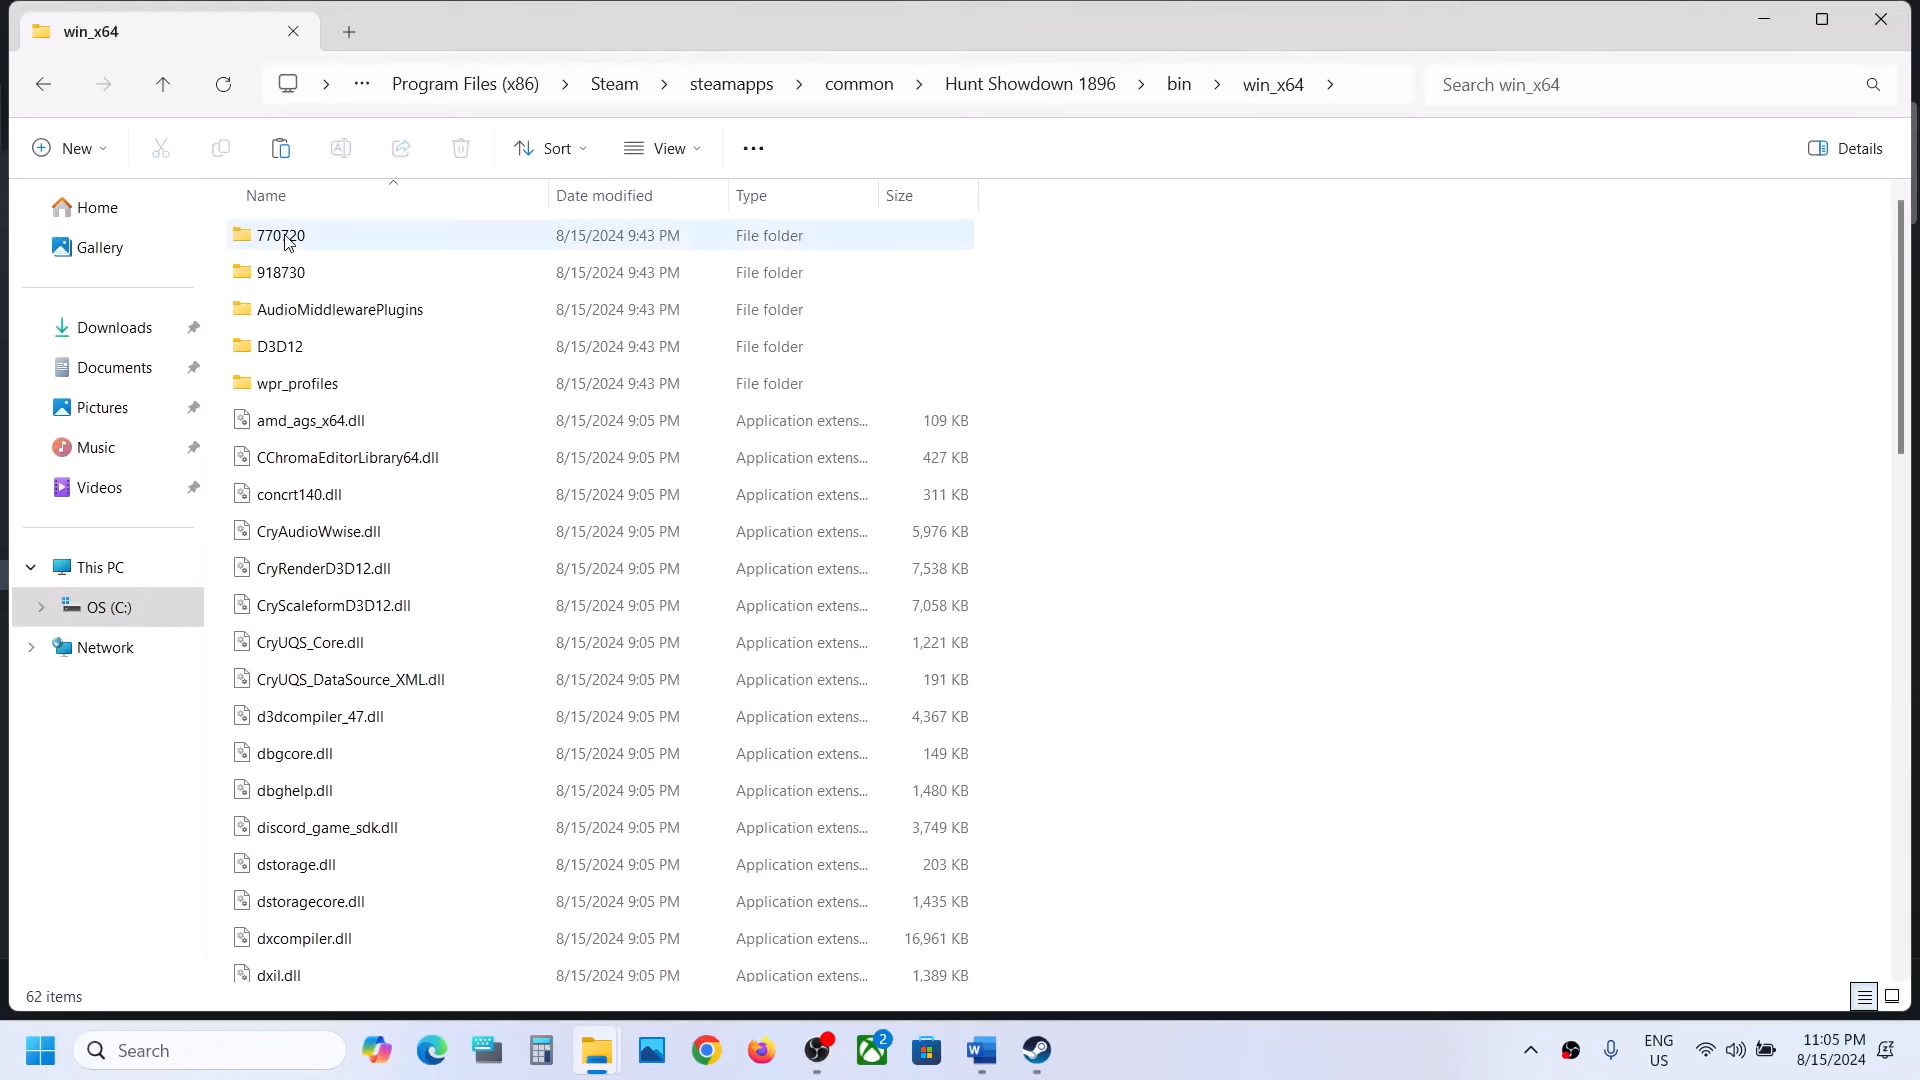 win_x64
Program Files (x86) Steam steamapps common Hunt Showdown 1896 bin win_x64 Search win_x64
New Sort View Details
Name Date modified Type Size
Home
Gallery
Downloads
Documents
Pictures
Music
Videos
This PC
OS (C:)
Network
770720 8/15/2024 9:43 PM File folder
918730 8/15/2024 9:43 PM File folder
AudioMiddlewarePlugins 8/15/2024 9:43 PM File folder
D3D12 8/15/2024 9:43 PM File folder
wpr_profiles 8/15/2024 9:43 PM File folder
amd_ags_x64.dll 8/15/2024 9:05 PM Application extens... 109 KB
CChromaEditorLibrary64.dll 8/15/2024 9:05 PM Application extens... 427 KB
concrt140.dll 8/15/2024 9:05 PM Application extens... 311 KB
CryAudioWwise.dll 8/15/2024 9:05 PM Application extens... 5,976 KB
CryRenderD3D12.dll 8/15/2024 9:05 PM Application extens... 7,538 KB
CryScaleformD3D12.dll 8/15/2024 9:05 PM Application extens... 7,058 KB
CryUQS_Core.dll 8/15/2024 9:05 PM Application extens... 1,221 KB
CryUQS_DataSource_XML.dll 8/15/2024 9:05 PM Application extens... 191 KB
d3dcompiler_47.dll 8/15/2024 9:05 PM Application extens... 4,367 KB
dbgcore.dll 8/15/2024 9:05 PM Application extens... 149 KB
dbghelp.dll 8/15/2024 9:05 PM Application extens... 1,480 KB
discord_game_sdk.dll 8/15/2024 9:05 PM Application extens... 3,749 KB
dstorage.dll 8/15/2024 9:05 PM Application extens... 203 KB
dstoragecore.dll 8/15/2024 9:05 PM Application extens... 1,435 KB
dxcompiler.dll 8/15/2024 9:05 PM Application extens... 16,961 KB
dxil.dll 8/15/2024 9:05 PM Application extens... 1,389 KB
62 items
Search 2 ENG 11:05 PM
US 8/15/2024